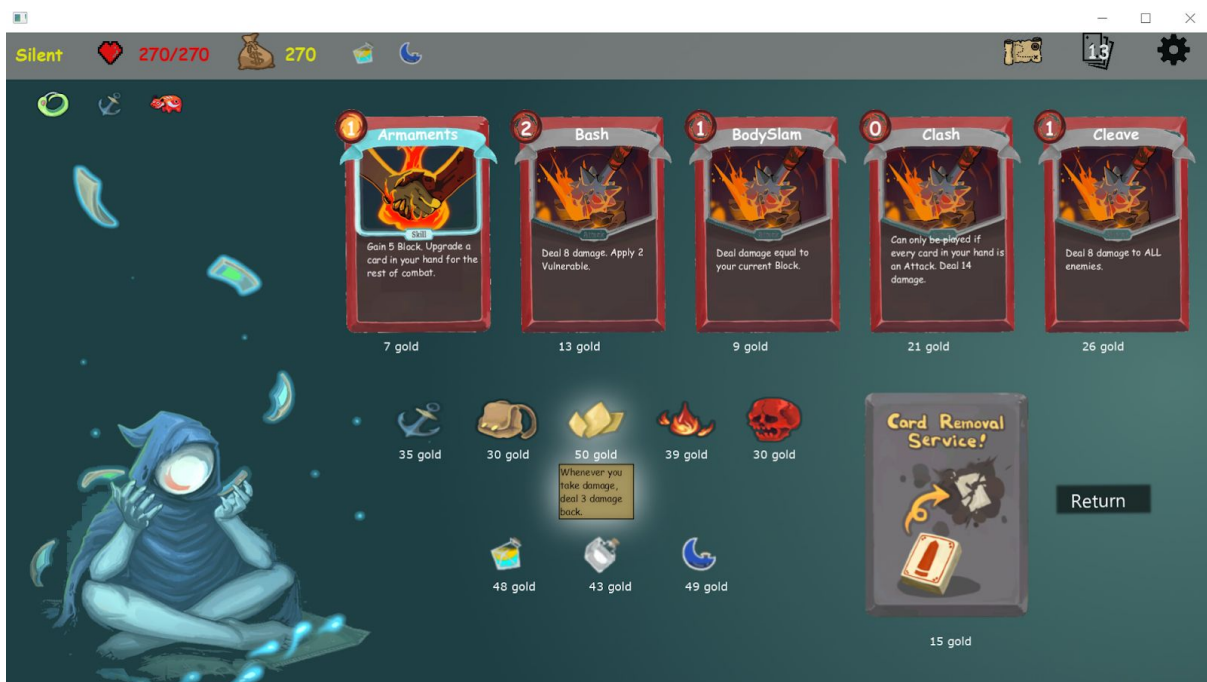 Silent 270/270 270 13
Armaments
Bash
BodySlam
Clash
Cleave
1
2
1
0
1
Skill
Gain 5 Block. Upgrade a
card in your hand for the
rest of combat.
Deal 8 damage. Apply 2
Vulnerable.
Deal damage equal to
your current Block.
Can only be played if
every card in your hand is
an Attack. Deal 14
damage.
Deal 8 damage to ALL
enemies.
7 gold
13 gold
9 gold
21 gold
26 gold
35 gold
30 gold
50 gold
39 gold
30 gold
Whenever you
take damage,
deal 3 damage
back.
48 gold
43 gold
49 gold
Card Removal
Service!
15 gold
Return